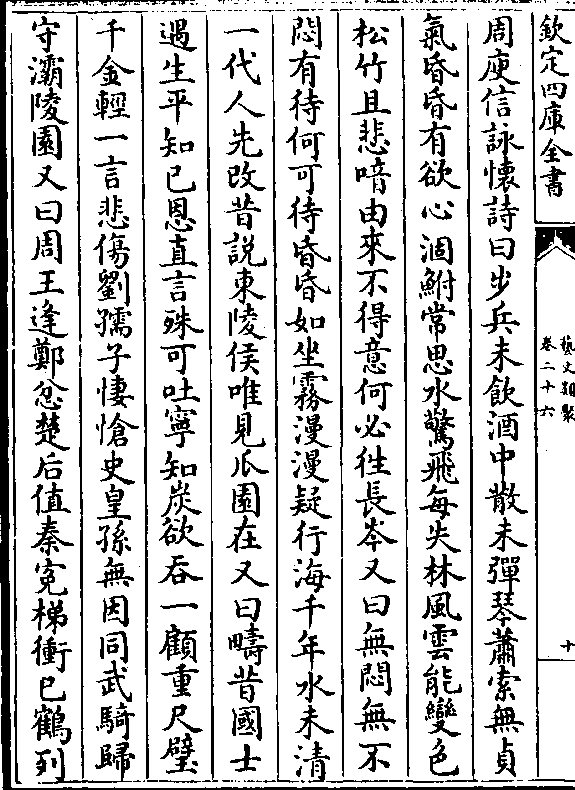 欽定四庫全書
藝文類聚
卷二十六
十
周庾信詠懷詩曰步兵未飲酒中散未彈琴蕭索無貞
氣昏昏有欲心涸鮒常思水驚飛每失林風雲能變色
松竹且悲喑由來不得意何必徃長岑又曰無悶無不
悶有待何可待昏昏如坐霧漫漫疑行海千年水未清
一代人先改昔説東陵侯唯見瓜園在又曰疇昔國士
遇生平知已恩直言殊可吐寧知炭欲吞一顧重尺璧
千金輕一言悲傷劉孺子悽愴史皇孫無因同武騎歸
守灞陵園又曰周王逢鄭忿楚后值秦寃梯衝已鶴列